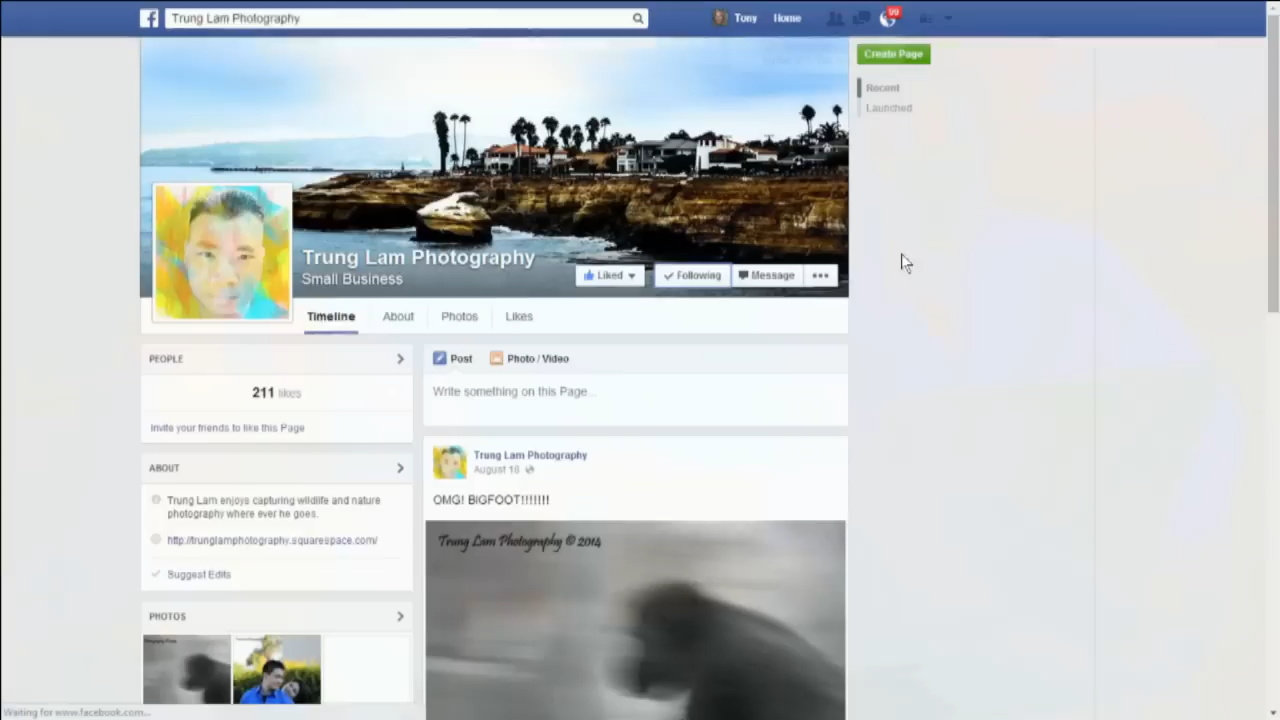 Trung Lam Photography
Tony
Home
99
Create Page
Recent
Launched
Trung Lam Photography
Small Business
Liked
Following
Message
Timeline
About
Photos
Likes
PEOPLE
211 likes
Invite your friends to like this Page
ABOUT
Trung Lam enjoys capturing wildlife and nature
photography where ever he goes.
http://trunglamphotography.squarespace.com/
Suggest Edits
PHOTOS
Post
Photo / Video
Write something on this Page...
Trung Lam Photography
August 16
OMG! BIGFOOT!!!!!!!
Trung Lam Photography © 2014
Waiting for www.facebook.com...